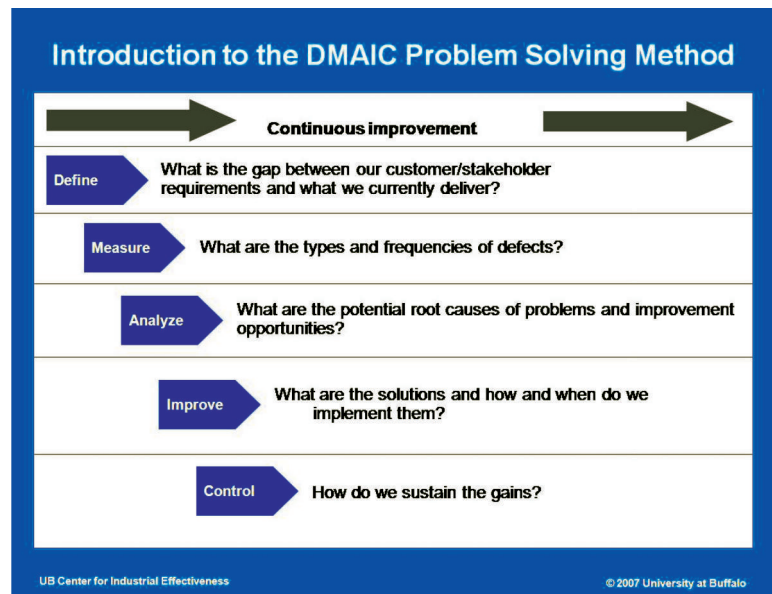 Introduction to the DMAIC Problem Solving Method
Continuous improvement
Define
What is the gap between our customer/stakeholder
requirements and what we currently deliver?
Measure
What are the types and frequencies of defects?
Analyze
What are the potential root causes of problems and improvement
opportunities?
Improve
What are the solutions and how and when do we
implement them?
Control
How do we sustain the gains?
UB Center for Industrial Effectiveness
© 2007 University at Buffalo